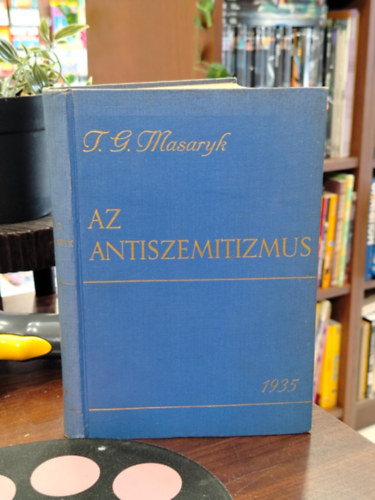 T. G. Masaryk
AZ
ANTISZEMITIZMUS
1935